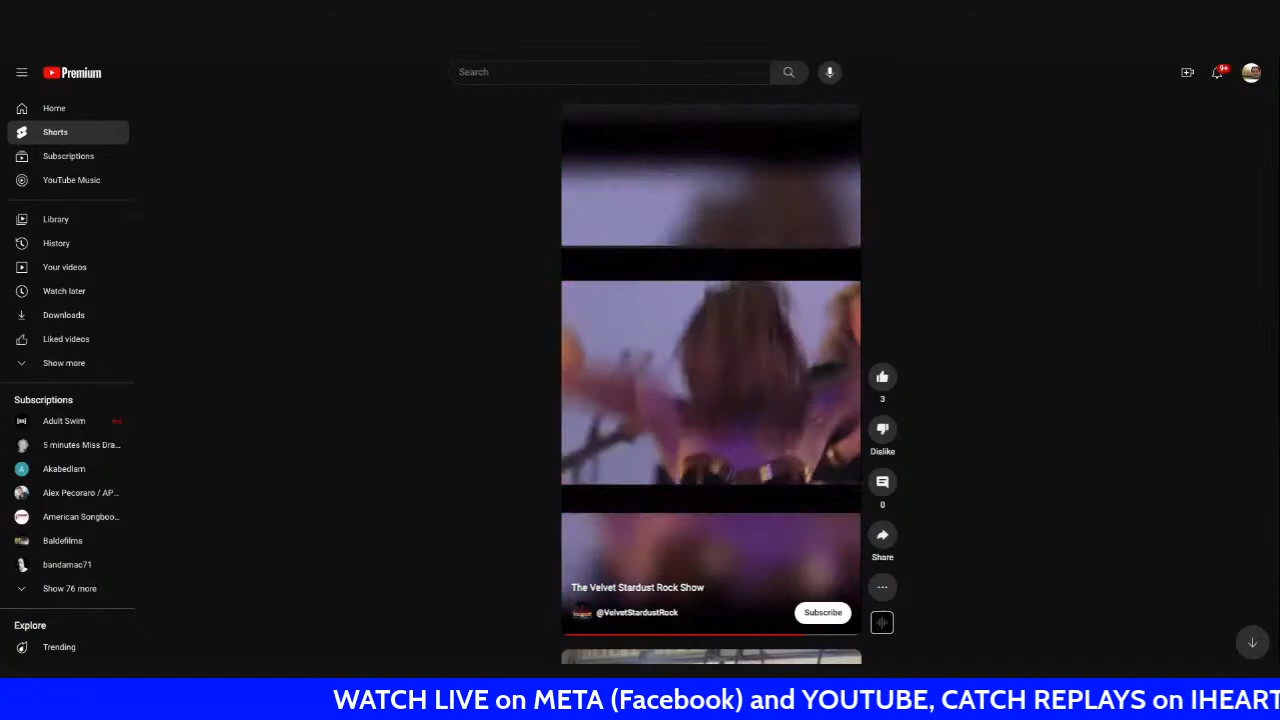 Premium
Search
9+
Home
Shorts
Subscriptions
YouTube Music
Library
History
Your videos
Watch later
Downloads
Liked videos
Show more
Subscriptions
Adult Swim
5 minutes Miss Dra...
Akabedlam
Alex Pecoraro / AP...
American Songboo...
Baldefilms
bandamac71
Show 76 more
Explore
Trending
3
Dislike
0
Share
The Velvet Stardust Rock Show
@VelvetStardustRock
Subscribe
WATCH LIVE on META (Facebook) and YOUTUBE, CATCH REPLAYS on IHEART